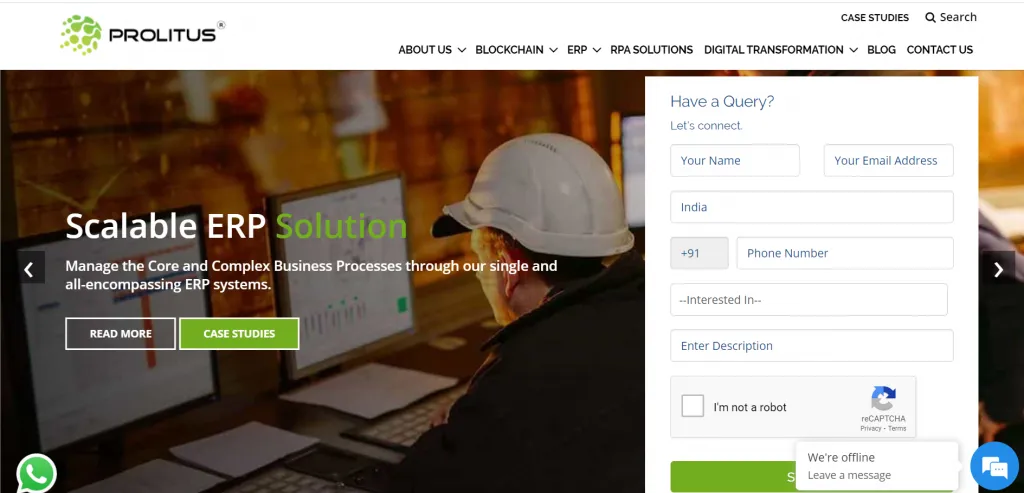 PROLITUS®
CASE STUDIES
Search
ABOUT US
BLOCKCHAIN
ERP
RPA SOLUTIONS
DIGITAL TRANSFORMATION
BLOG
CONTACT US
Scalable ERP Solution
Manage the Core and Complex Business Processes through our single and
all-encompassing ERP systems.
READ MORE
CASE STUDIES
Have a Query?
Let's connect.
Your Name
Your Email Address
India
+91
Phone Number
--Interested In--
Enter Description
I'm not a robot
reCAPTCHA
Privacy - Terms
We're offline
Leave a message